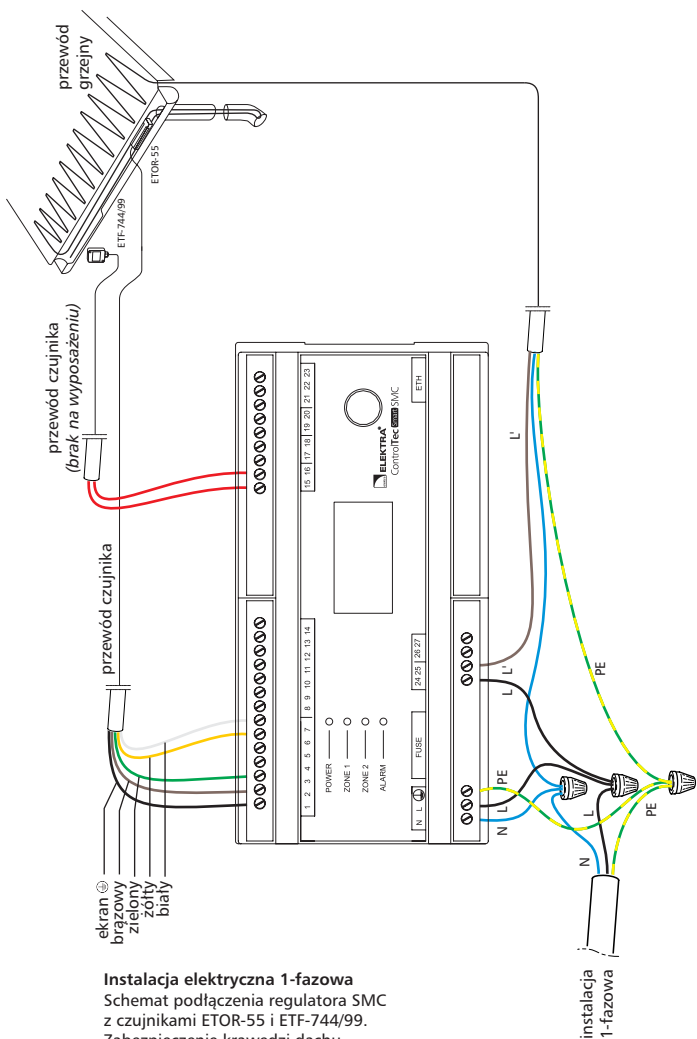 przewód
grzejny
ETOR-55
ETF-744/99
przewód czujnika
(brak na wyposażeniu)
przewód czujnika
ekran
brązowy
zielony
żółty
biały
1 2 3 4 5 6 7 8 9 10 11 12 13 14
15 16 17 18 19 20 21 22 23
POWER
ZONE 1
ZONE 2
ALARM
ELEKTRA®
ControlTec Smart SMC
N L
FUSE
24 25 26 27
ETH
N
L
PE
L
L'
L'
PE
N
L
PE
instalacja
1-fazowa
Instalacja elektryczna 1-fazowa
Schemat podłączenia regulatora SMC
z czujnikami ETOR-55 i ETF-744/99.
Zabezpieczenie krawędzi dachu